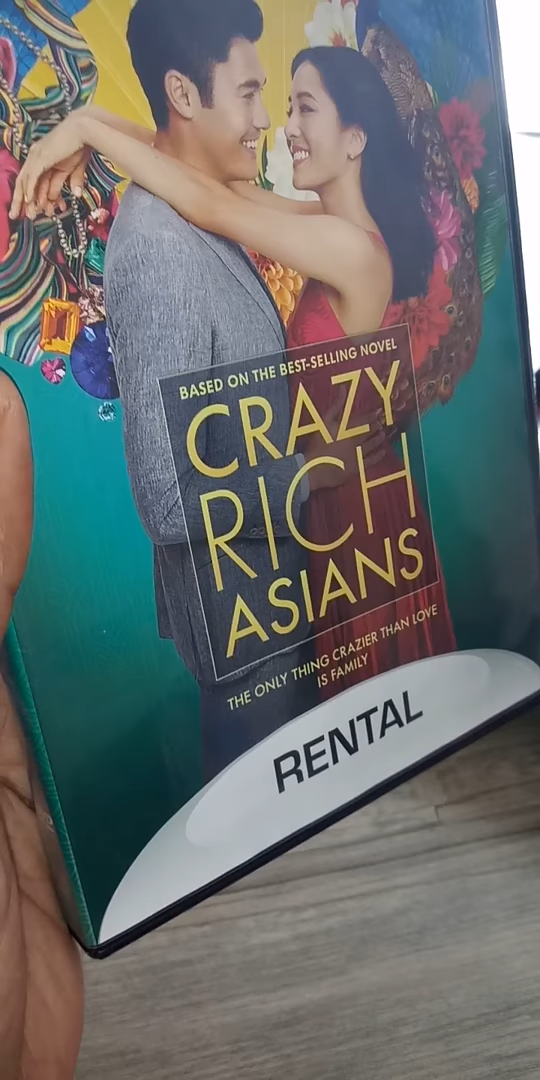 BASED ON THE BEST-SELLING NOVEL
CRAZY
RICH
ASIANS
THE ONLY THING CRAZIER THAN LOVE
IS FAMILY
RENTAL